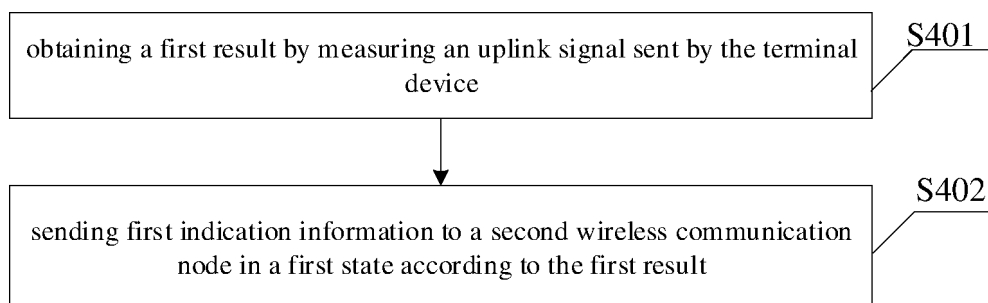 obtaining a first result by measuring an uplink signal sent by the terminal
device
S401
sending first indication information to a second wireless communication
node in a first state according to the first result
S402